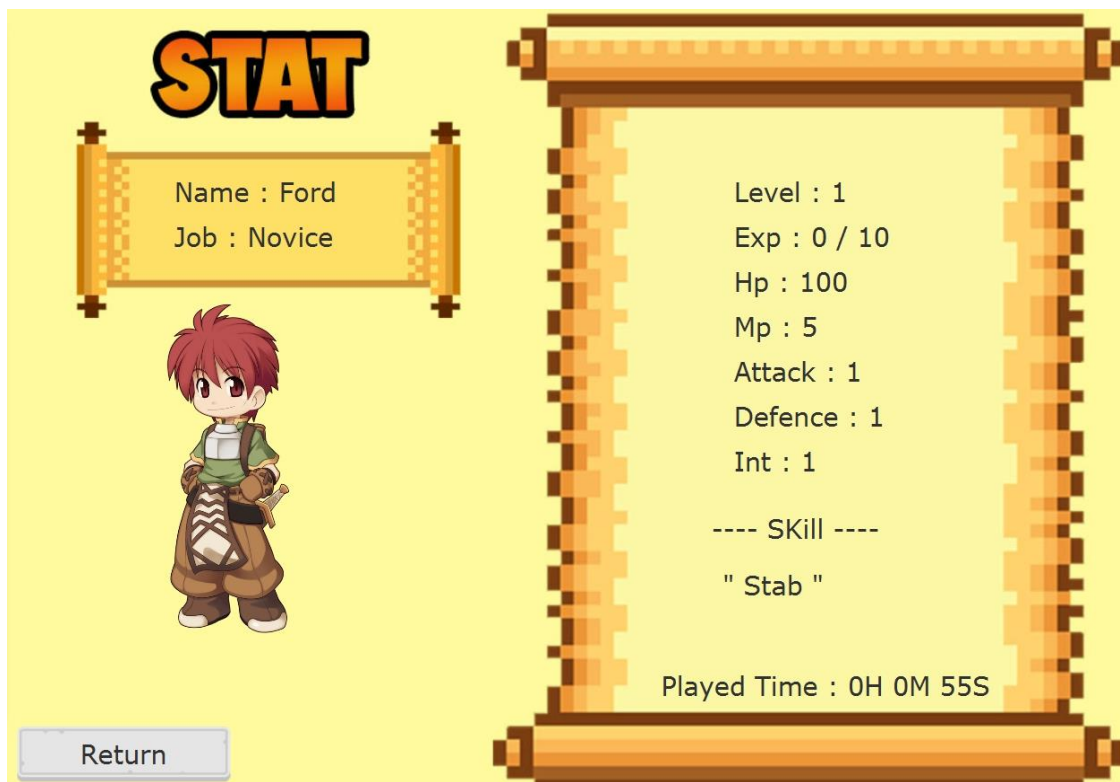 STAT
Name : Ford
Job : Novice
Level : 1
Exp : 0 / 10
Hp : 100
Mp : 5
Attack : 1
Defence : 1
Int : 1
---- SKill ----
" Stab "
Played Time : 0H 0M 55S
Return